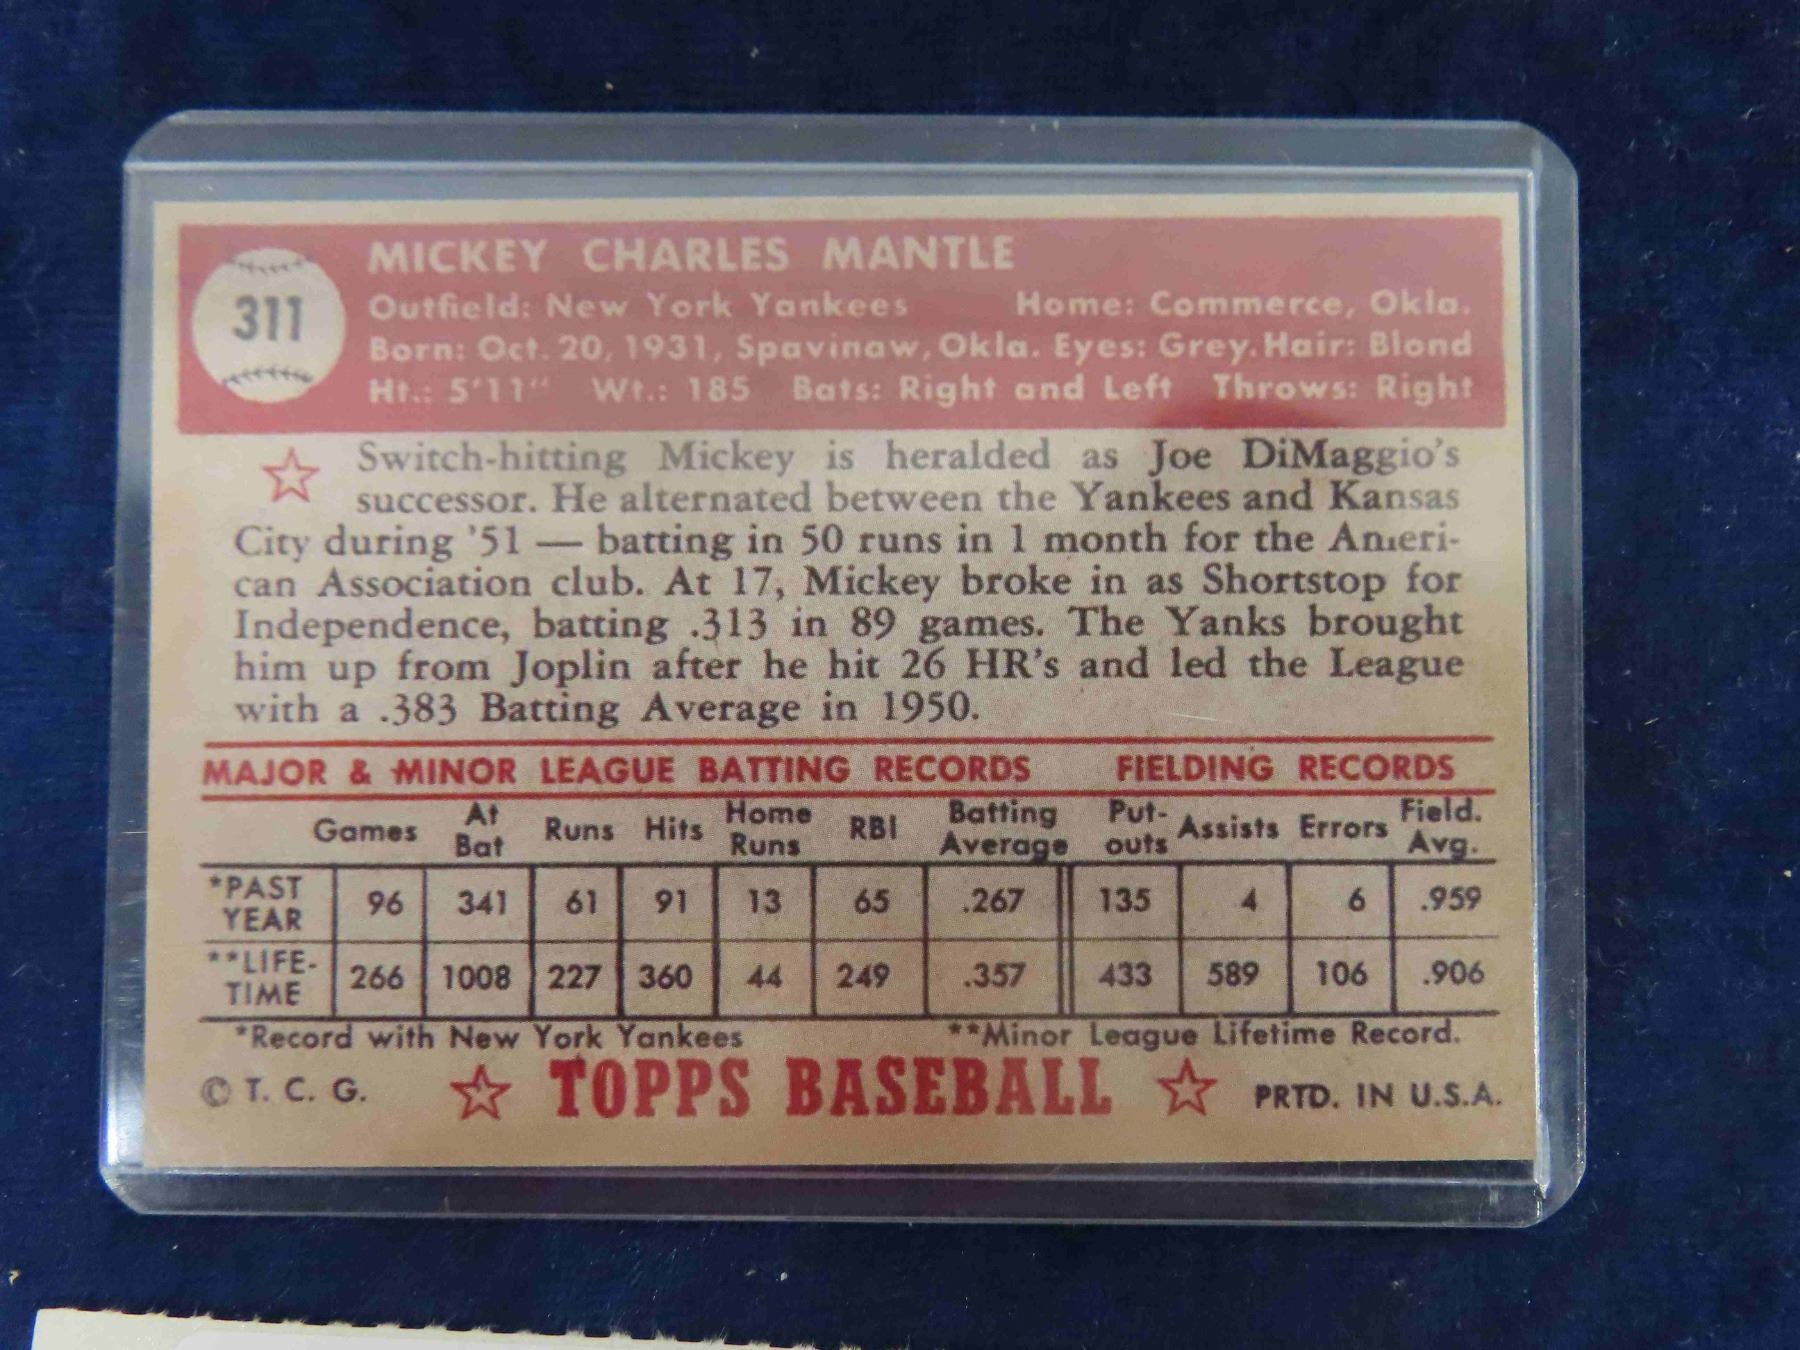 311
MICKEY CHARLES MANTLE
Outfield: New York Yankees Home: Commerce, Okla.
Born: Oct. 20, 1931, Spavinaw, Okla. Eyes: Grey. Hair: Blond
Ht.: 5'11" Wt.: 185 Bats: Right and Left Throws: Right
Switch-hitting Mickey is heralded as Joe DiMaggio's
successor. He alternated between the Yankees and Kansas
City during '51 — batting in 50 runs in 1 month for the Ameri-
can Association club. At 17, Mickey broke in as Shortstop for
Independence, batting .313 in 89 games. The Yanks brought
him up from Joplin after he hit 26 HR's and led the League
with a .383 Batting Average in 1950.
MAJOR & MINOR LEAGUE BATTING RECORDS FIELDING RECORDS
Games At Bat Runs Hits Home Runs RBI Batting Average Put-outs Assists Errors Field. Avg.
*PAST YEAR 96 341 61 91 13 65 .267 135 4 6 .959
**LIFE-TIME 266 1008 227 360 44 249 .357 433 589 106 .906
*Record with New York Yankees **Minor League Lifetime Record.
© T. C. G. TOPPS BASEBALL PRTD. IN U.S.A.